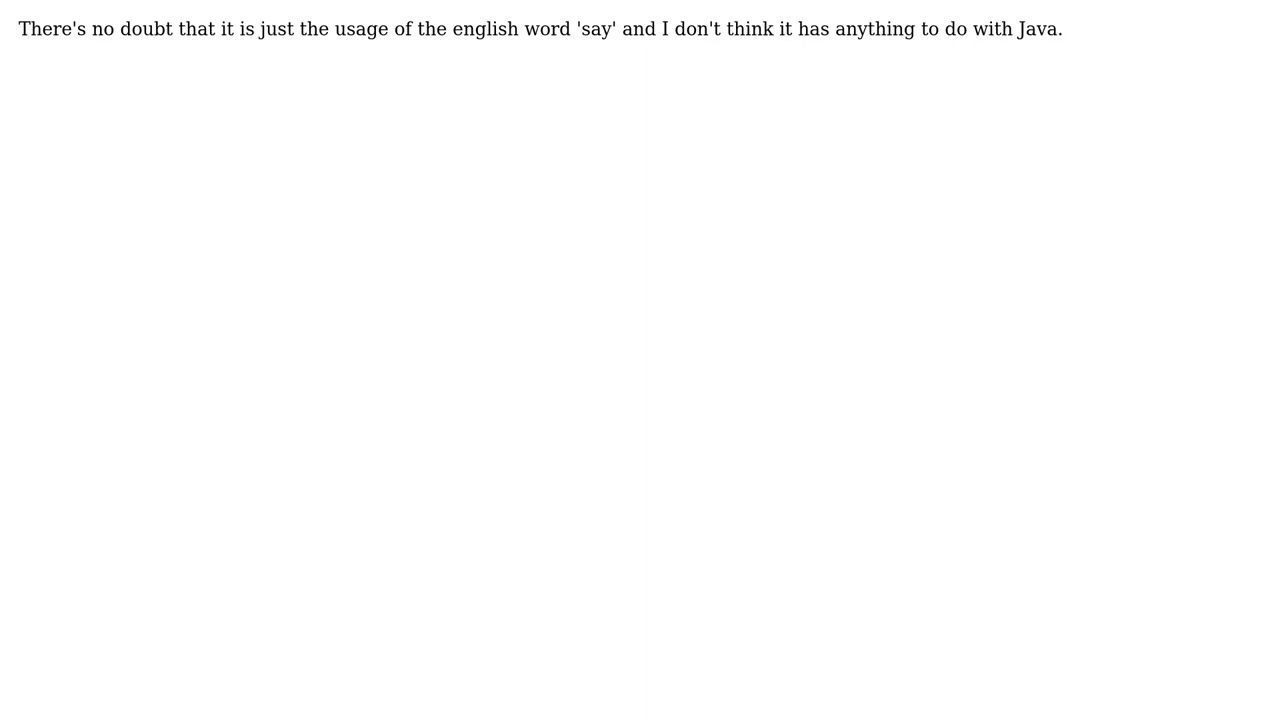 There's no doubt that it is just the usage of the english word 'say' and I don't think it has anything to do with Java.